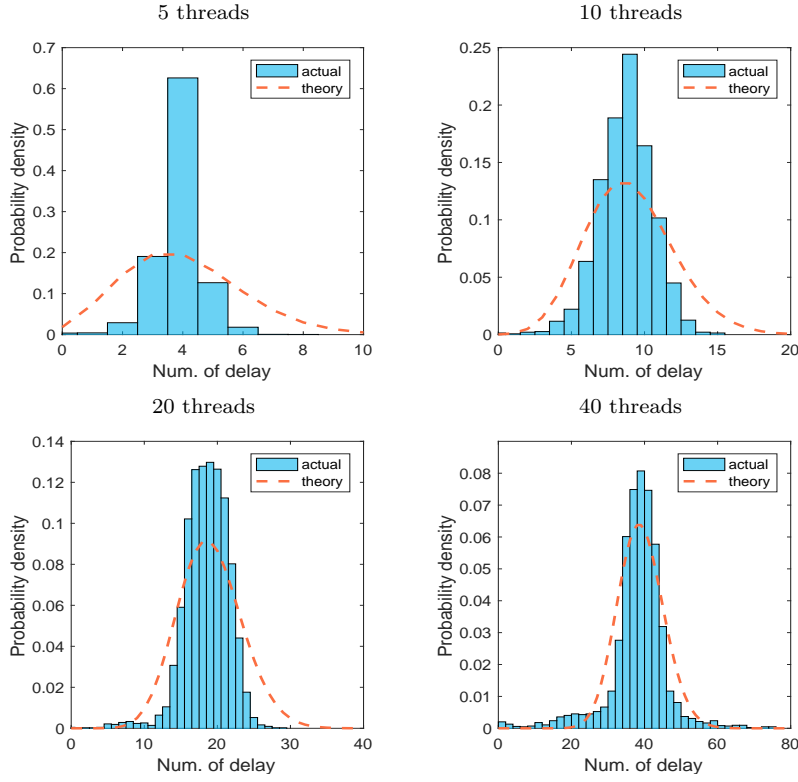 5 threads
10 threads
0.7
0.6
0.5
0.4
0.3
0.2
0.1
0
Probability density
actual
theory
0 2 4 6 8 10
Num. of delay
0.25
0.2
0.15
0.1
0.05
0
Probability density
actual
theory
0 5 10 15 20
Num. of delay
20 threads
40 threads
0.14
0.12
0.1
0.08
0.06
0.04
0.02
0
Probability density
actual
theory
0 10 20 30 40
Num. of delay
0.08
0.07
0.06
0.05
0.04
0.03
0.02
0.01
0
Probability density
actual
theory
0 20 40 60 80
Num. of delay